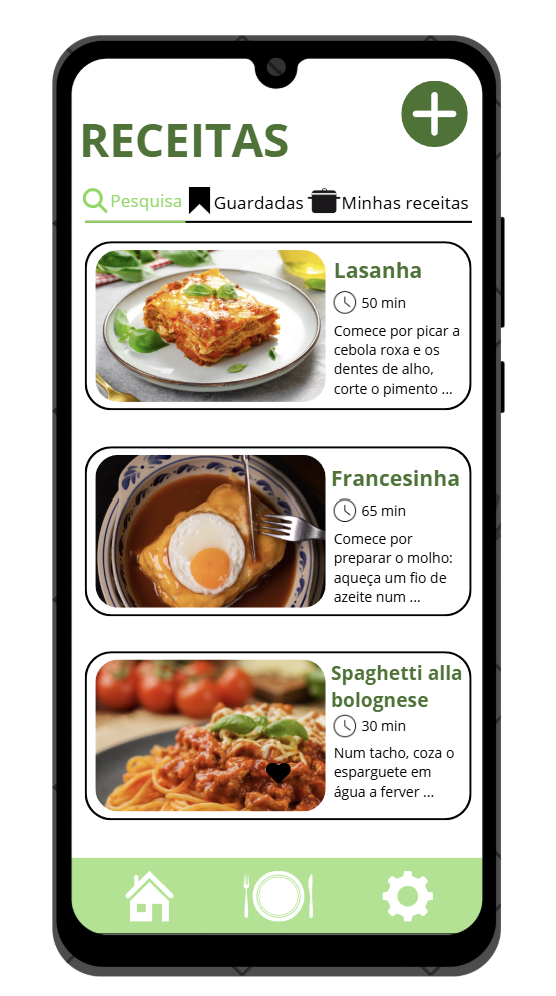 RECEITAS
Pesquisa Guardadas Minhas receitas
Lasanha
50 min
Comece por picar a
cebola roxa e os
dentes de alho,
corte o pimento ...
Francesinha
65 min
Comece por
preparar o molho:
aqueça um fio de
azeite num ...
Spaghetti alla
bolognese
30 min
Num tacho, coza o
esparguete em
água a ferver ...